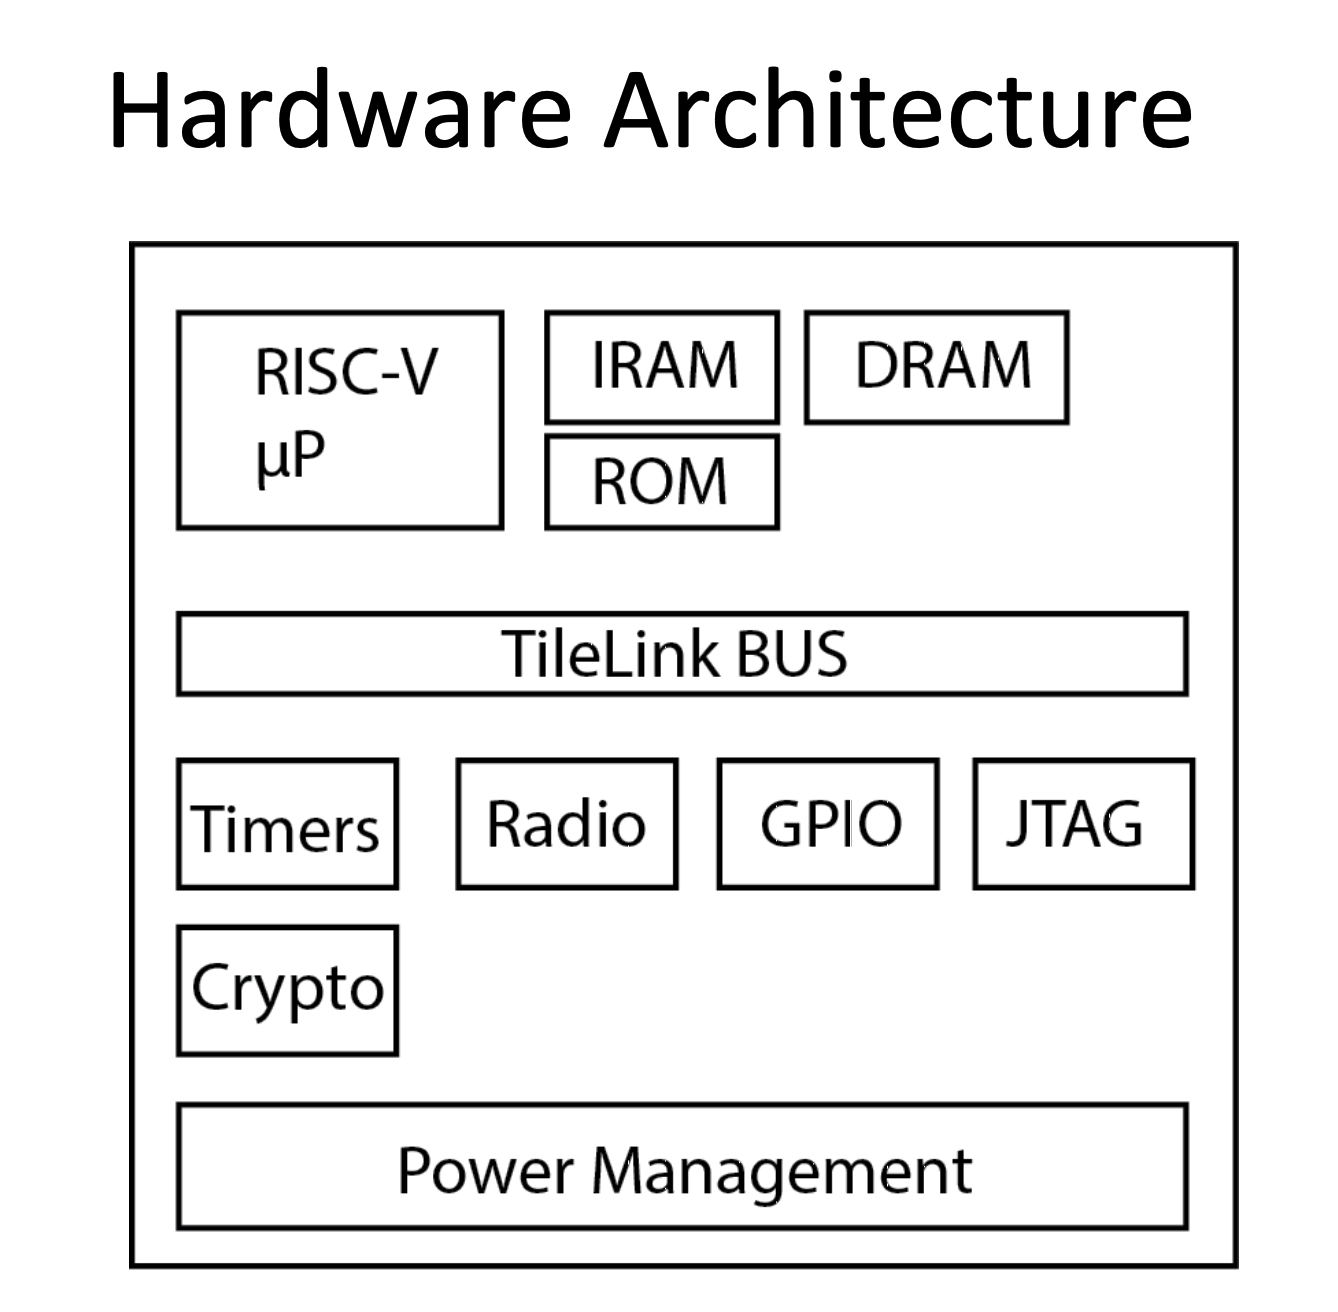 Hardware Architecture
RISC-V
µP
IRAM
DRAM
ROM
TileLink BUS
Timers
Radio
GPIO
JTAG
Crypto
Power Management